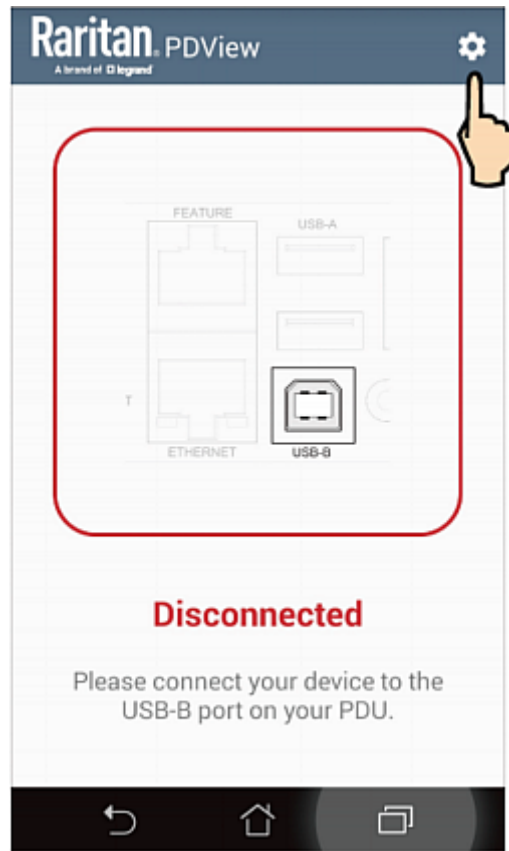 Raritan. PDView
A brand of legrand
FEATURE
USB-A
T
ETHERNET
USB-B
Disconnected
Please connect your device to the
USB-B port on your PDU.